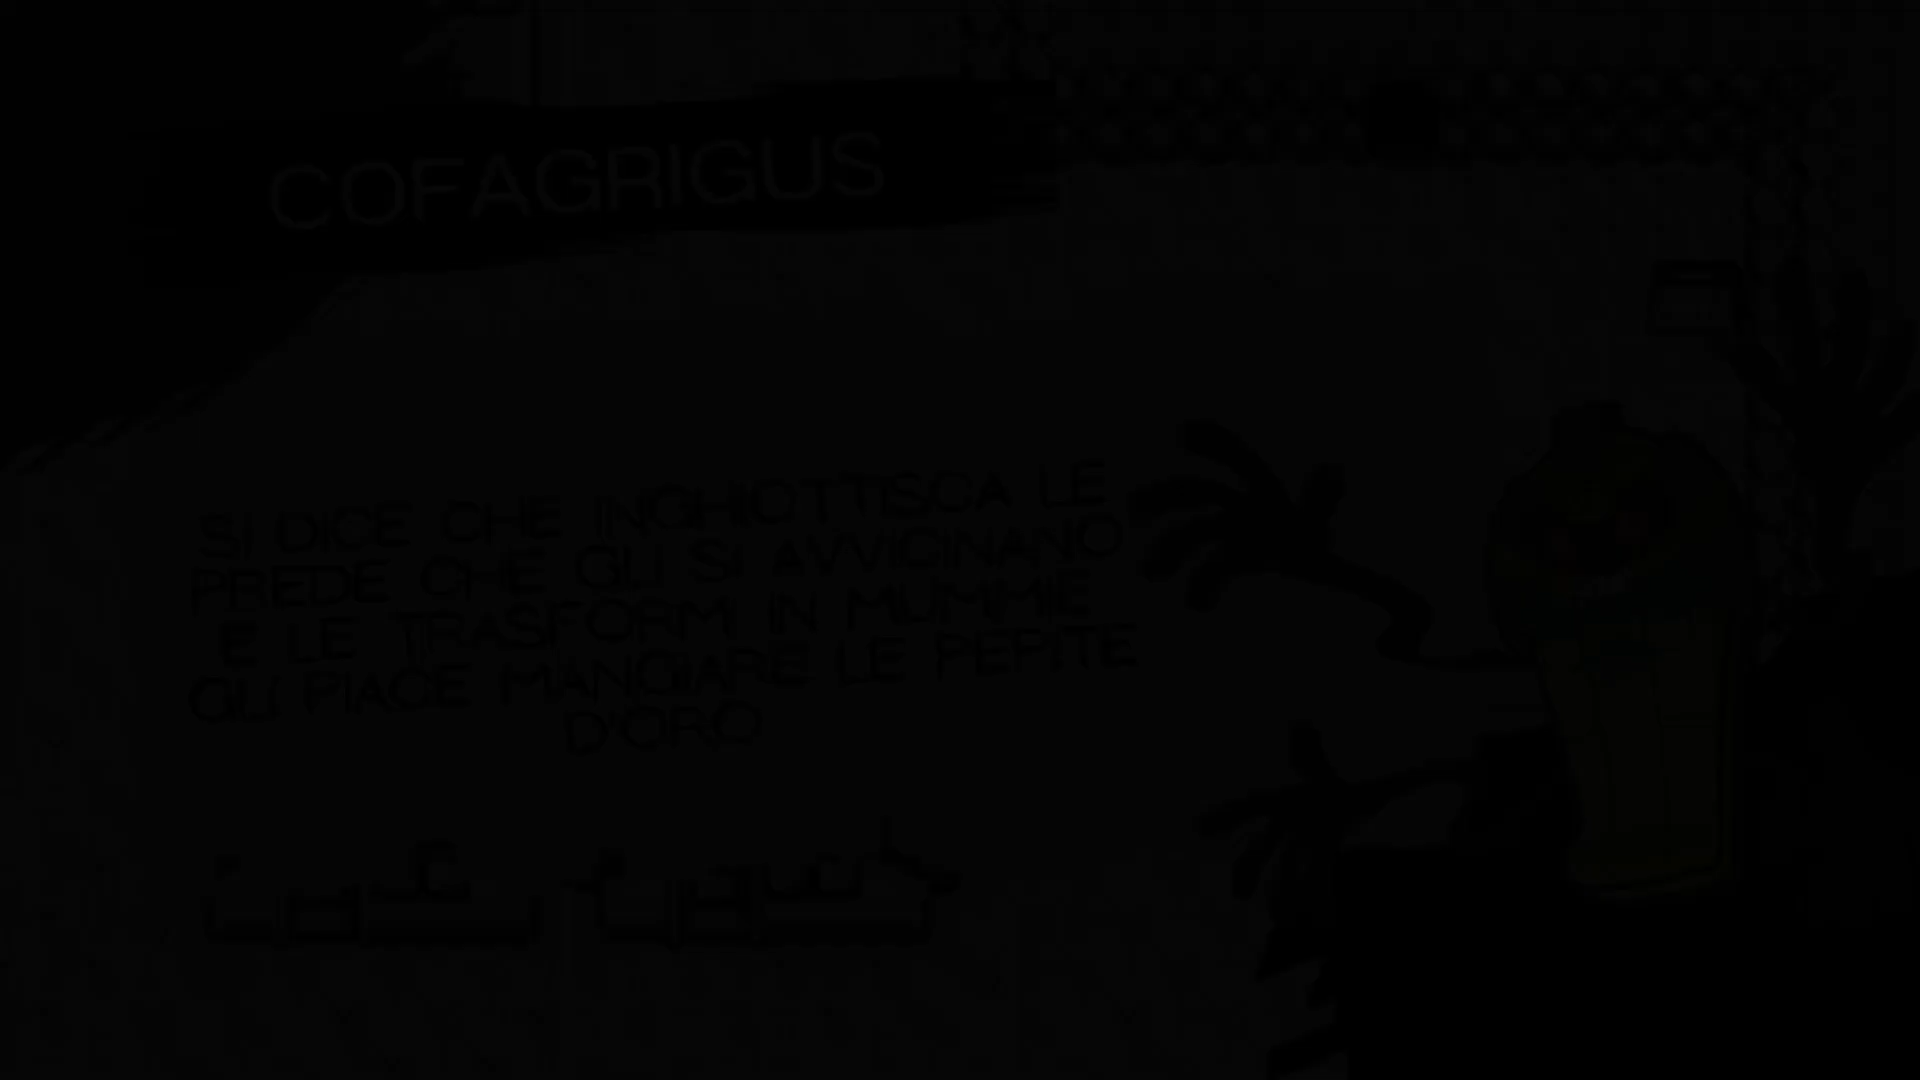 COFAGRIGUS
SI DICE CHE INGHIOTTISCA LE
PREDE CHE GLI SI AVVICINANO
E LE TRASFORMI IN MUMMIE
GLI PIACE MANGIARE LE PEPITE
D'ORO